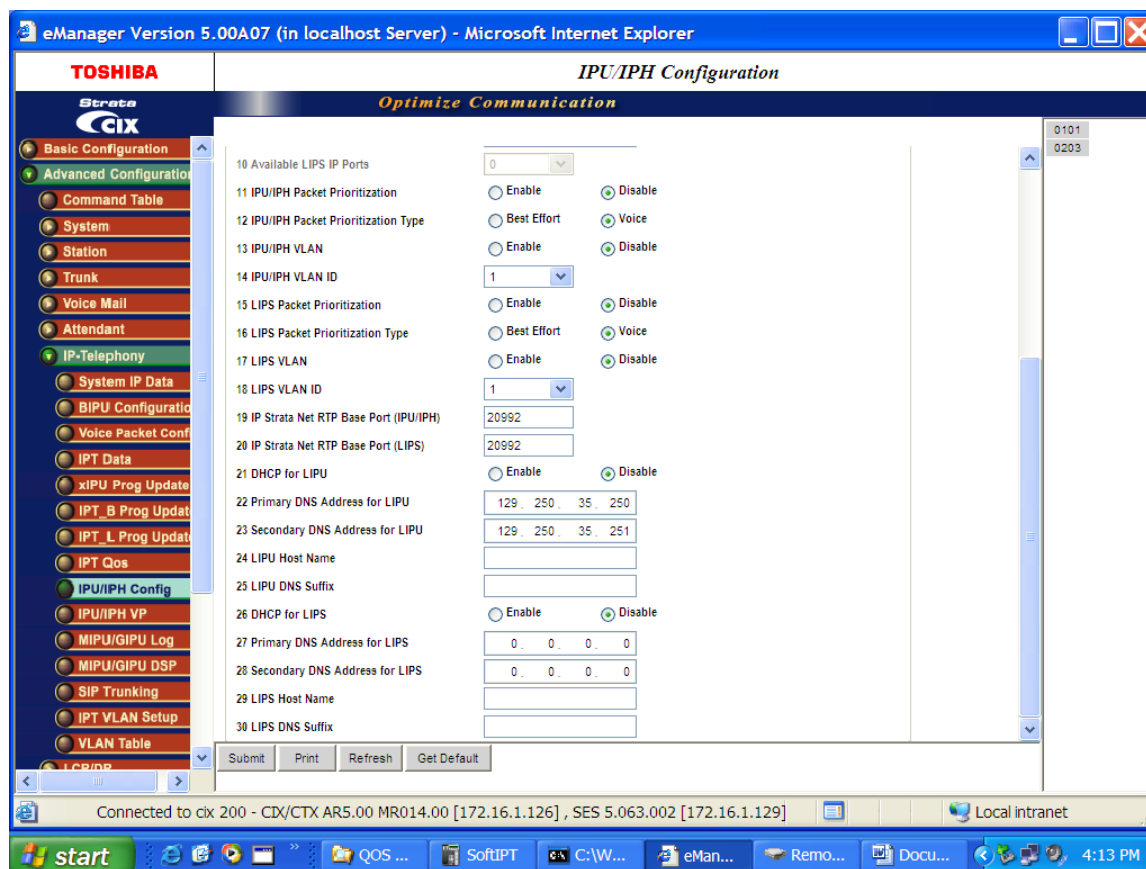 eManager Version 5.00A07 (in localhost Server) - Microsoft Internet Explorer
TOSHIBA
IPU/IPH Configuration
Strata CIX
Optimize Communication
Basic Configuration
Advanced Configuration
Command Table
System
Station
Trunk
Voice Mail
Attendant
IP-Telephony
System IP Data
BIPU Configuratio
Voice Packet Conf
IPT Data
xIPU Prog Update
IPT_B Prog Updat
IPT_L Prog Updat
IPT Qos
IPU/IPH Config
IPU/IPH VP
MIPU/GIPU Log
MIPU/GIPU DSP
SIP Trunking
IPT VLAN Setup
VLAN Table
LCR/DR
10 Available LIPS IP Ports 0
11 IPU/IPH Packet Prioritization Enable Disable
12 IPU/IPH Packet Prioritization Type Best Effort Voice
13 IPU/IPH VLAN Enable Disable
14 IPU/IPH VLAN ID 1
15 LIPS Packet Prioritization Enable Disable
16 LIPS Packet Prioritization Type Best Effort Voice
17 LIPS VLAN Enable Disable
18 LIPS VLAN ID 1
19 IP Strata Net RTP Base Port (IPU/IPH) 20992
20 IP Strata Net RTP Base Port (LIPS) 20992
21 DHCP for LIPU Enable Disable
22 Primary DNS Address for LIPU 129 . 250 . 35 . 250
23 Secondary DNS Address for LIPU 129 . 250 . 35 . 251
24 LIPU Host Name
25 LIPU DNS Suffix
26 DHCP for LIPS Enable Disable
27 Primary DNS Address for LIPS 0 . 0 . 0 . 0
28 Secondary DNS Address for LIPS 0 . 0 . 0 . 0
29 LIPS Host Name
30 LIPS DNS Suffix
Submit Print Refresh Get Default
0101
0203
Connected to cix 200 - CIX/CTX AR5.00 MR014.00 [172.16.1.126] , SES 5.063.002 [172.16.1.129] Local intranet
start QOS ... SoftIPT C:\W... eMan... Remo... Docu... 4:13 PM